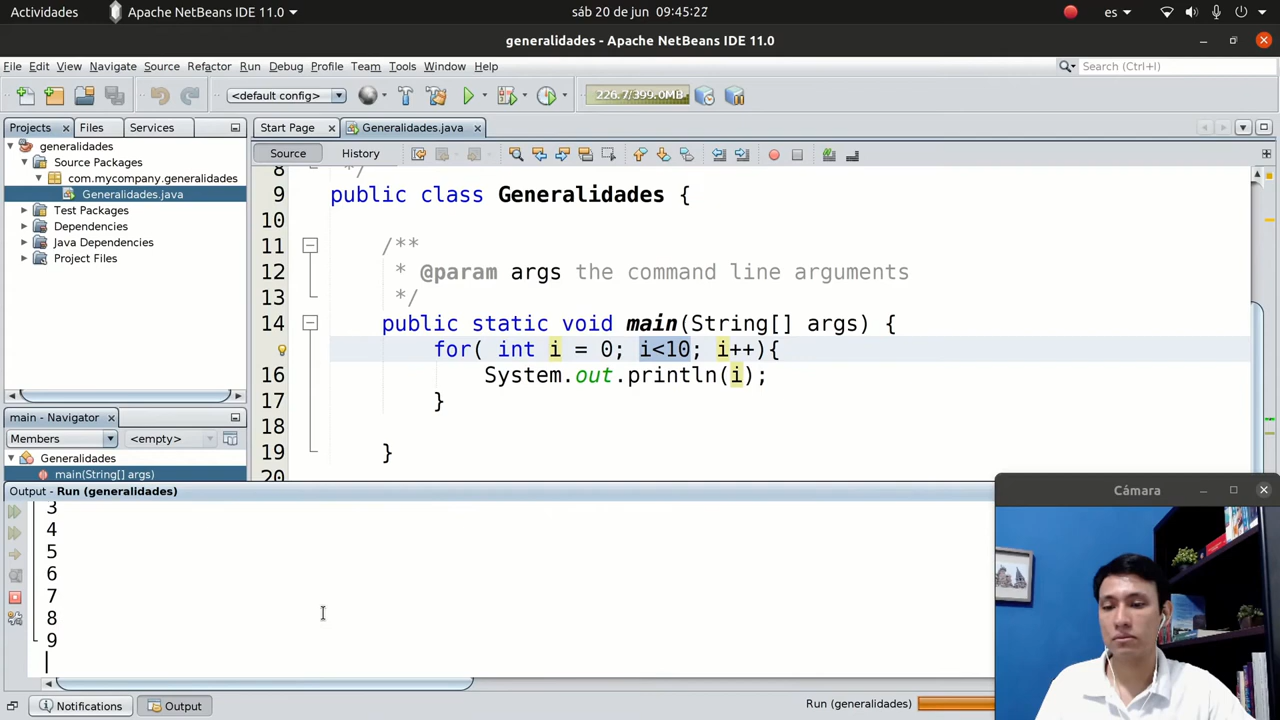 Actividades Apache NetBeans IDE 11.0 sáb 20 de jun 09:45:22 es
generalidades - Apache NetBeans IDE 11.0
File Edit View Navigate Source Refactor Run Debug Profile Team Tools Window Help Search (Ctrl+I)
<default config> 226.7/399.0MB
Projects Files Services Start Page Generalidades.java
generalidades
Source Packages
com.mycompany.generalidades
Generalidades.java
Test Packages
Dependencies
Java Dependencies
Project Files
Source History
8 */
9 public class Generalidades {
10
11 /**
12 * @param args the command line arguments
13 */
14 public static void main(String[] args) {
for( int i = 0; i<10; i++){
16 System.out.println(i);
17 }
18
19 }
20
main - Navigator
Members <empty>
Generalidades
main(String[] args)
Output - Run (generalidades)
3
4
5
6
7
8
9
Cámara
Notifications Output Run (generalidades)